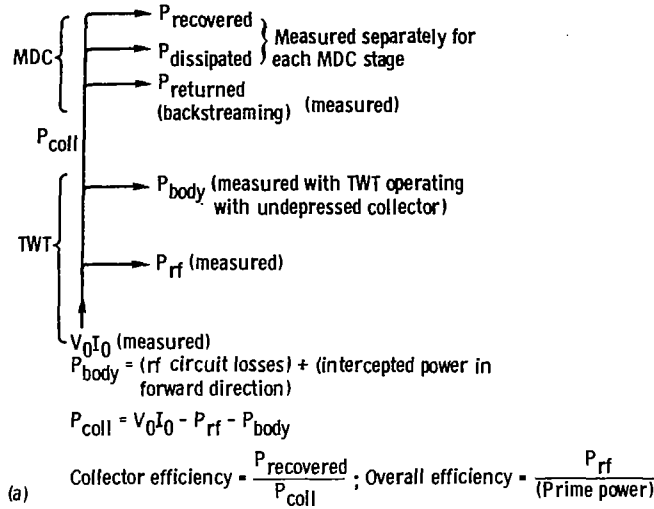 MDC
P_recovered
P_dissipated
Measured separately for
each MDC stage
P_returned
(backstreaming) (measured)
P_coll
P_body (measured with TWT operating
with undepressed collector)
TWT
P_rf (measured)
V_0I_0 (measured)
P_body = (rf circuit losses) + (intercepted power in
forward direction)
P_coll = V_0I_0 - P_rf - P_body
(a) Collector efficiency = P_recovered / P_coll ; Overall efficiency = P_rf / (Prime power)